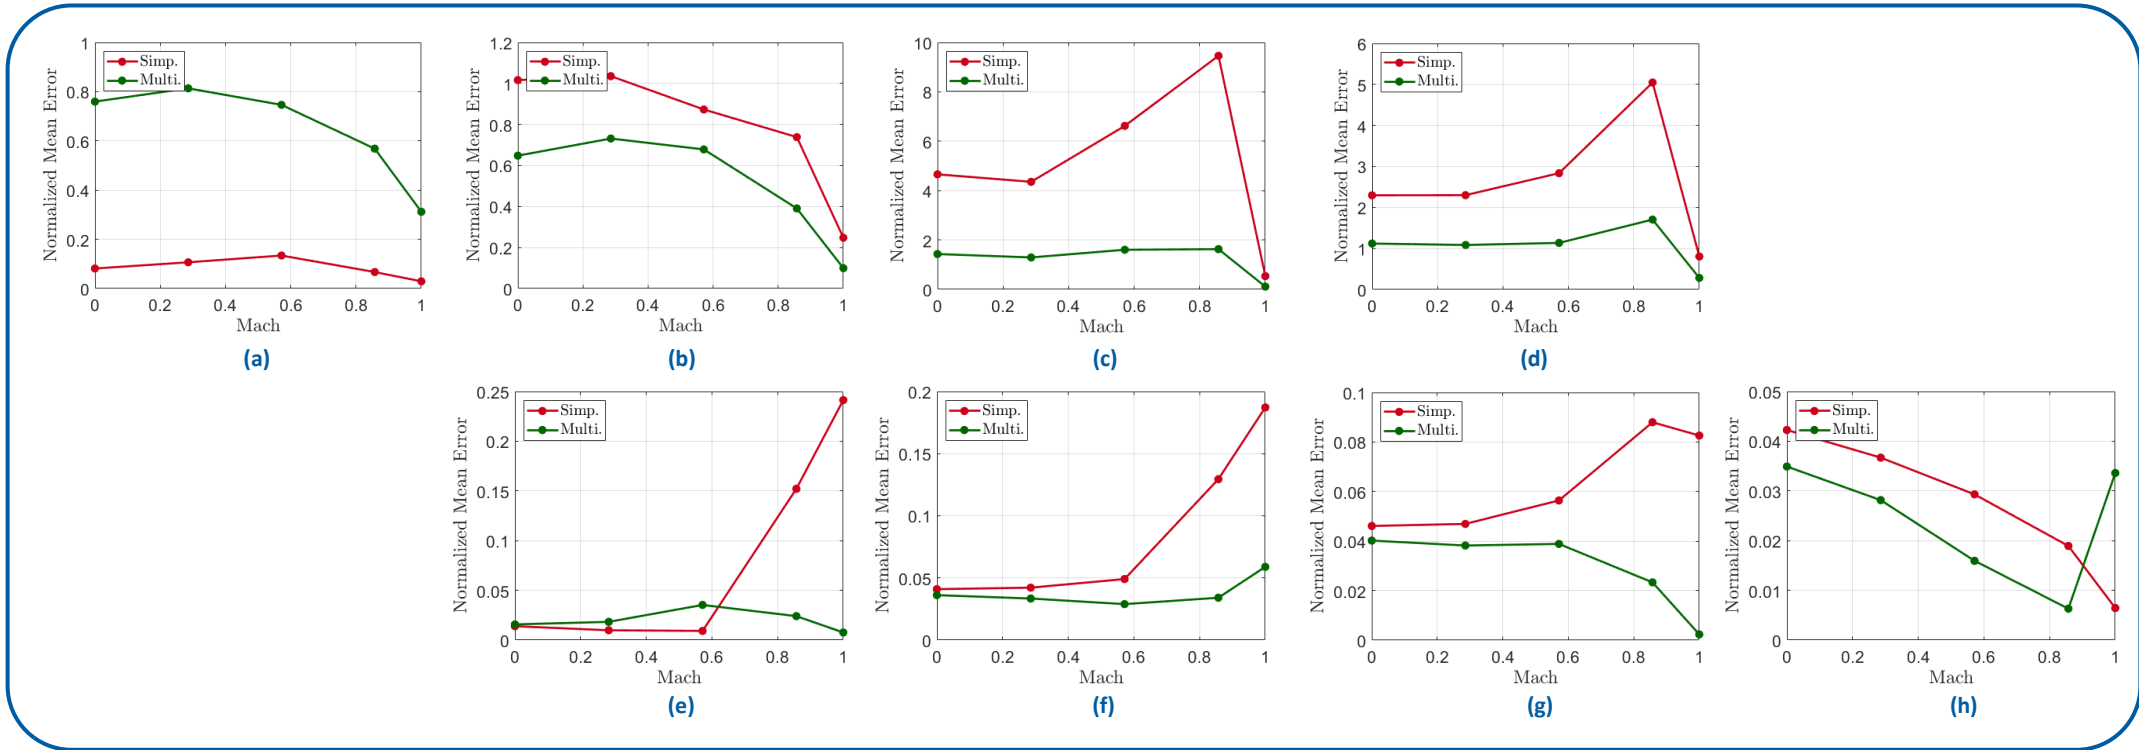 Normalized Mean Error
1
0.8
0.6
0.4
0.2
0
Simp.
Multi.
0 0.2 0.4 0.6 0.8 1
Mach
(a)
Normalized Mean Error
1.2
1
0.8
0.6
0.4
0.2
0
Simp.
Multi.
0 0.2 0.4 0.6 0.8 1
Mach
(b)
Normalized Mean Error
10
8
6
4
2
0
Simp.
Multi.
0 0.2 0.4 0.6 0.8 1
Mach
(c)
Normalized Mean Error
6
5
4
3
2
1
0
Simp.
Multi.
0 0.2 0.4 0.6 0.8 1
Mach
(d)
Normalized Mean Error
0.25
0.2
0.15
0.1
0.05
0
Simp.
Multi.
0 0.2 0.4 0.6 0.8 1
Mach
(e)
Normalized Mean Error
0.2
0.15
0.1
0.05
0
Simp.
Multi.
0 0.2 0.4 0.6 0.8 1
Mach
(f)
Normalized Mean Error
0.1
0.08
0.06
0.04
0.02
0
Simp.
Multi.
0 0.2 0.4 0.6 0.8 1
Mach
(g)
Normalized Mean Error
0.05
0.04
0.03
0.02
0.01
0
Simp.
Multi.
0 0.2 0.4 0.6 0.8 1
Mach
(h)